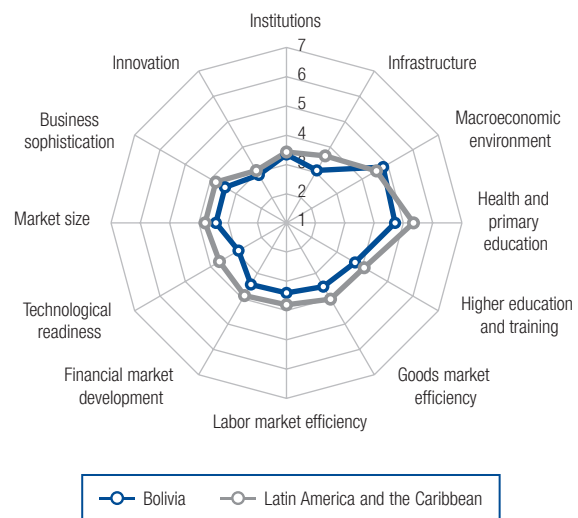 Institutions
7
Innovation
6
Infrastructure
5
Business
sophistication
4
Macroeconomic
environment
3
2
Market size
1
Health and
primary
education
Technological
readiness
Higher education
and training
Financial market
development
Goods market
efficiency
Labor market efficiency
Bolivia
Latin America and the Caribbean